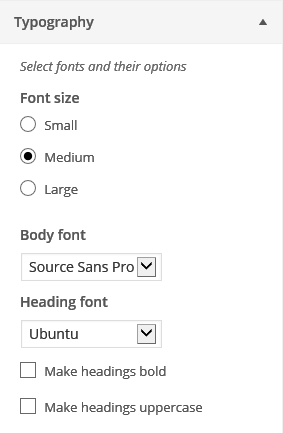 Typography
Select fonts and their options
Font size
Small
Medium
Large
Body font
Source Sans Pro
Heading font
Ubuntu
Make headings bold
Make headings uppercase